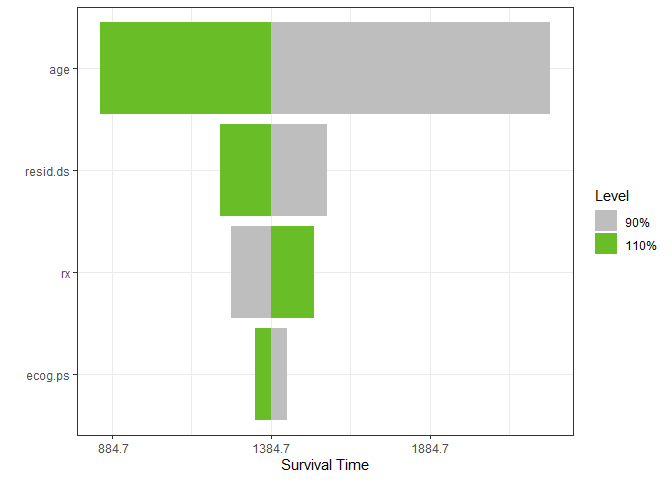 age
resid.ds
rx
ecog.ps
884.7
1384.7
1884.7
Survival Time
Level
90%
110%